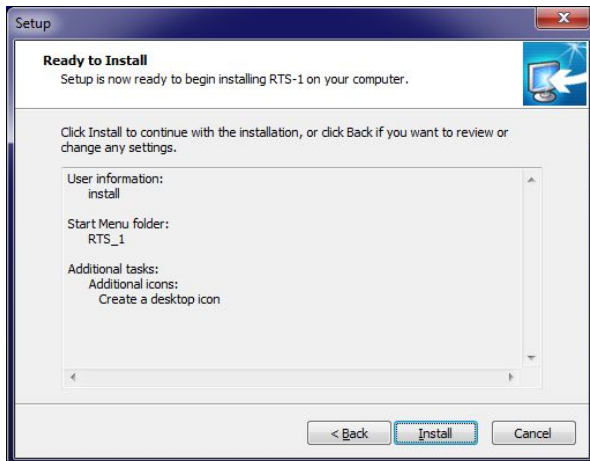 Setup
Ready to Install
Setup is now ready to begin installing RTS-1 on your computer.
Click Install to continue with the installation, or click Back if you want to review or
change any settings.
User information:
install
Start Menu folder:
RTS_1
Additional tasks:
Additional icons:
Create a desktop icon
< Back
Install
Cancel